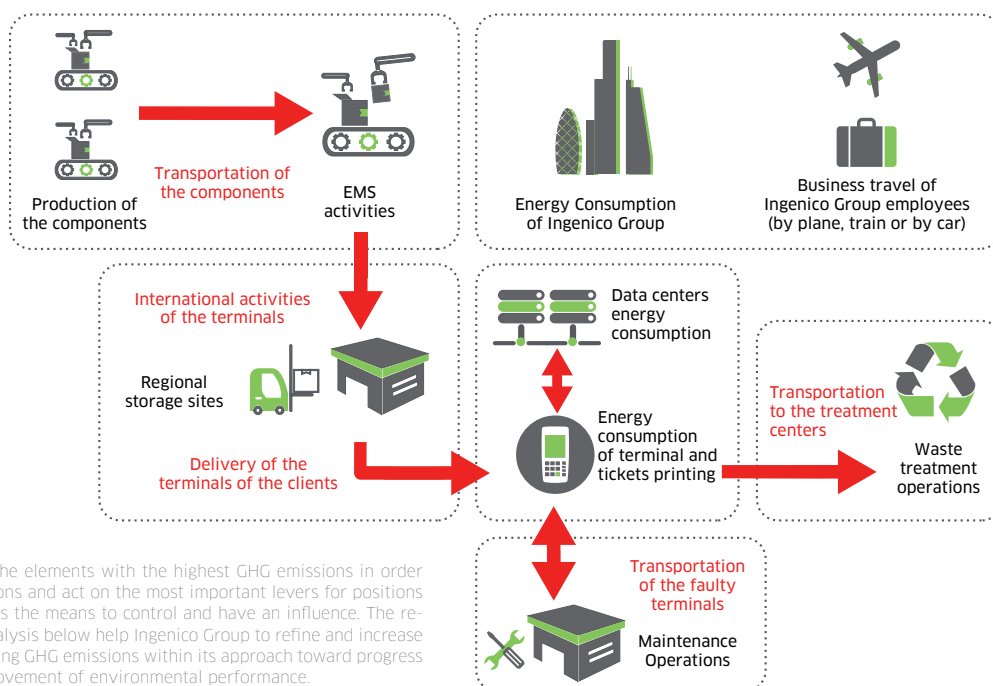 Production of
the components
Transportation of
the components
EMS
activities
Energy Consumption
of Ingenico Group
Business travel of
Ingenico Group employees
(by plane, train or by car)
International activities
of the terminals
Regional
storage sites
Delivery of the
terminals of the clients
Data centers
energy
consumption
Energy
consumption
of terminal and
tickets printing
Transportation
to the treatment
centers
Waste
treatment
operations
Transportation
of the faulty
terminals
Maintenance
Operations
he elements with the highest GHG emissions in order
ons and act on the most important levers for positions
s the means to control and have an influence. The re-
alysis below help Ingenico Group to refine and increase
ing GHG emissions within its approach toward progress
ovement of environmental performance.